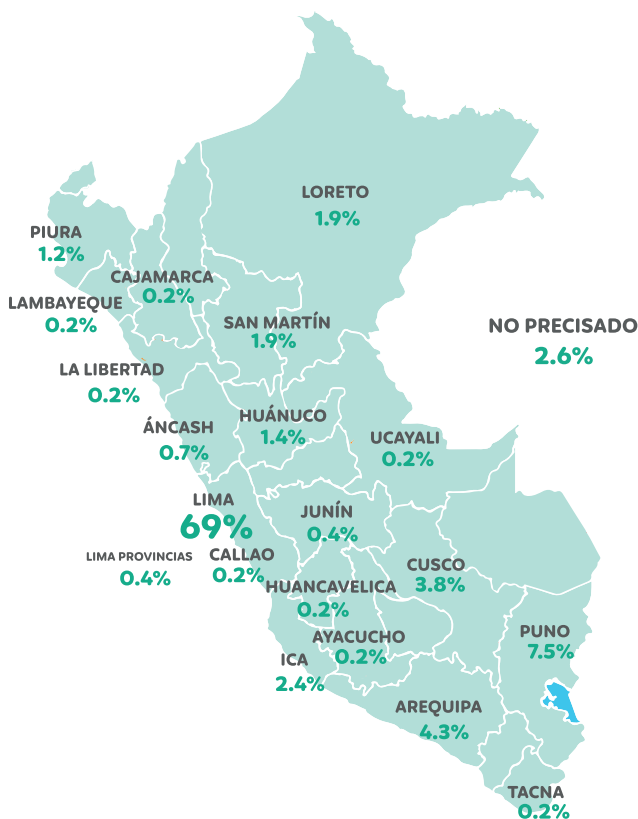 LORETO
1.9%
PIURA
1.2%
CAJAMARCA
0.2%
LAMBAYEQUE
0.2%
SAN MARTÍN
1.9%
NO PRECISADO
2.6%
LA LIBERTAD
0.2%
HUÁNUCO
1.4%
ÁNCASH
0.7%
UCAYALI
0.2%
LIMA
69%
JUNÍN
0.4%
LIMA PROVINCIAS
0.4%
CALLAO
0.2%
CUSCO
3.8%
HUANCAVELICA
0.2%
AYACUCHO
0.2%
PUNO
7.5%
ICA
2.4%
AREQUIPA
4.3%
TACNA
0.2%